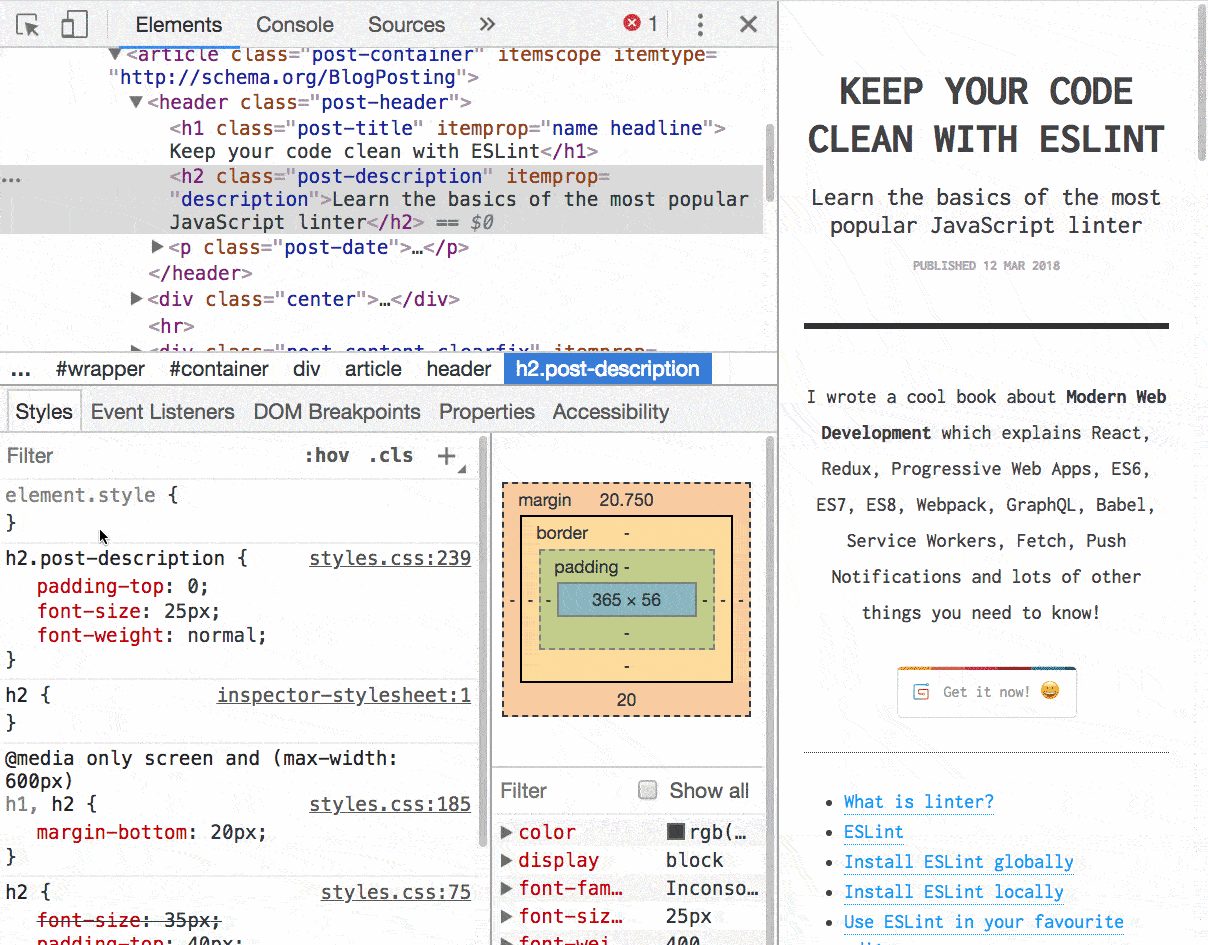 Elements Console Sources » 1
▼<article class="post-container" itemscope itemtype=
"http://schema.org/BlogPosting">
▼<header class="post-header">
<h1 class="post-title" itemprop="name headline">
Keep your code clean with ESLint</h1>
… <h2 class="post-description" itemprop=
"description">Learn the basics of the most popular
JavaScript linter</h2> == $0
▶<p class="post-date">…</p>
</header>
▶<div class="center">…</div>
<hr>
▶<div class="post-content clearfix" itemprop=
… #wrapper #container div article header h2.post-description
Styles Event Listeners DOM Breakpoints Properties Accessibility
Filter :hov .cls +
element.style {
}
h2.post-description { styles.css:239
padding-top: 0;
font-size: 25px;
font-weight: normal;
}
h2 { inspector-stylesheet:1
}
@media only screen and (max-width:
600px)
h1, h2 { styles.css:185
margin-bottom: 20px;
}
h2 { styles.css:75
font-size: 35px;
padding-top: 40px;
margin 20.750
border -
padding -
- - - 365 × 56 - - -
-
-
20
Filter Show all
▶ color rgb(…
▶ display block
▶ font-fam… Inconso…
▶ font-siz… 25px
▶ font-wei 400
KEEP YOUR CODE
CLEAN WITH ESLINT
Learn the basics of the most
popular JavaScript linter
PUBLISHED 12 MAR 2018
I wrote a cool book about Modern Web
Development which explains React,
Redux, Progressive Web Apps, ES6,
ES7, ES8, Webpack, GraphQL, Babel,
Service Workers, Fetch, Push
Notifications and lots of other
things you need to know!
Get it now! 😀
• What is linter?
• ESLint
• Install ESLint globally
• Install ESLint locally
• Use ESLint in your favourite